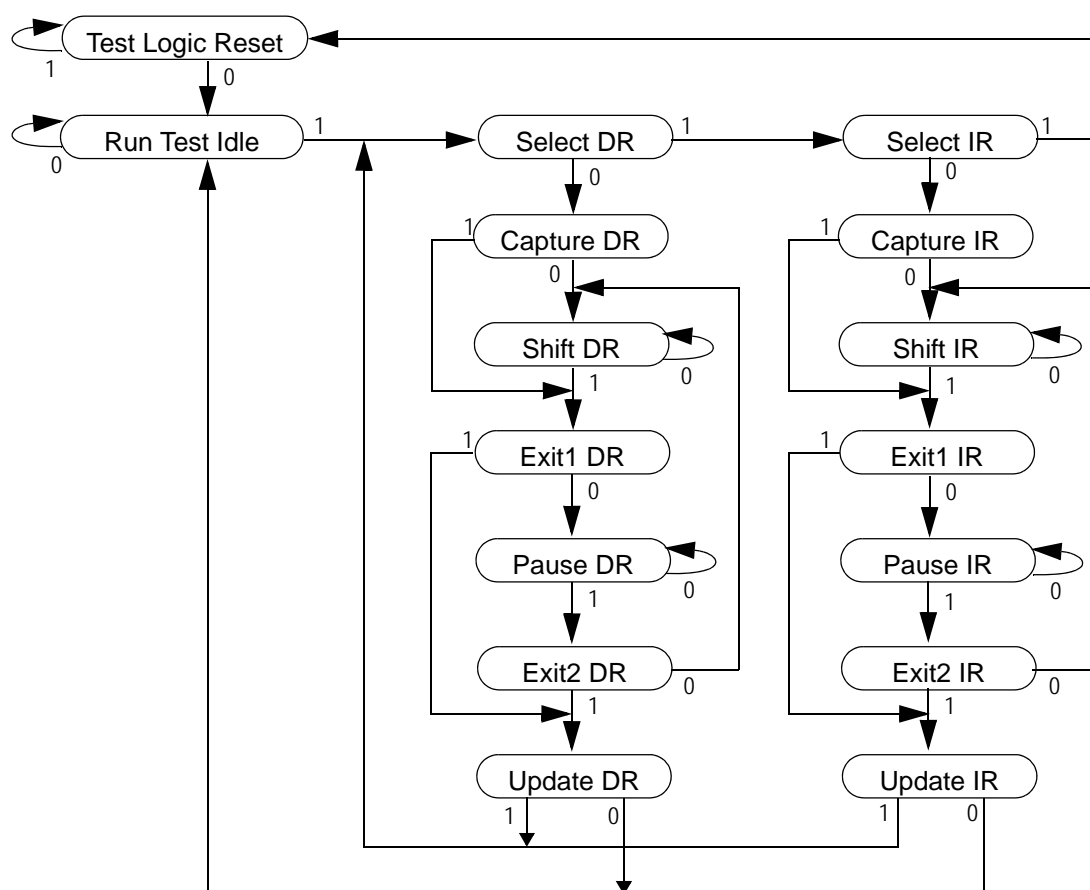 Test Logic Reset
1
0
Run Test Idle
0
1
Select DR
1
0
Select IR
1
0
Capture DR
1
0
Capture IR
1
0
Shift DR
0
1
Shift IR
0
1
Exit1 DR
1
0
Exit1 IR
1
0
Pause DR
0
1
Pause IR
0
1
Exit2 DR
0
1
Exit2 IR
0
1
Update DR
1
0
Update IR
1
0